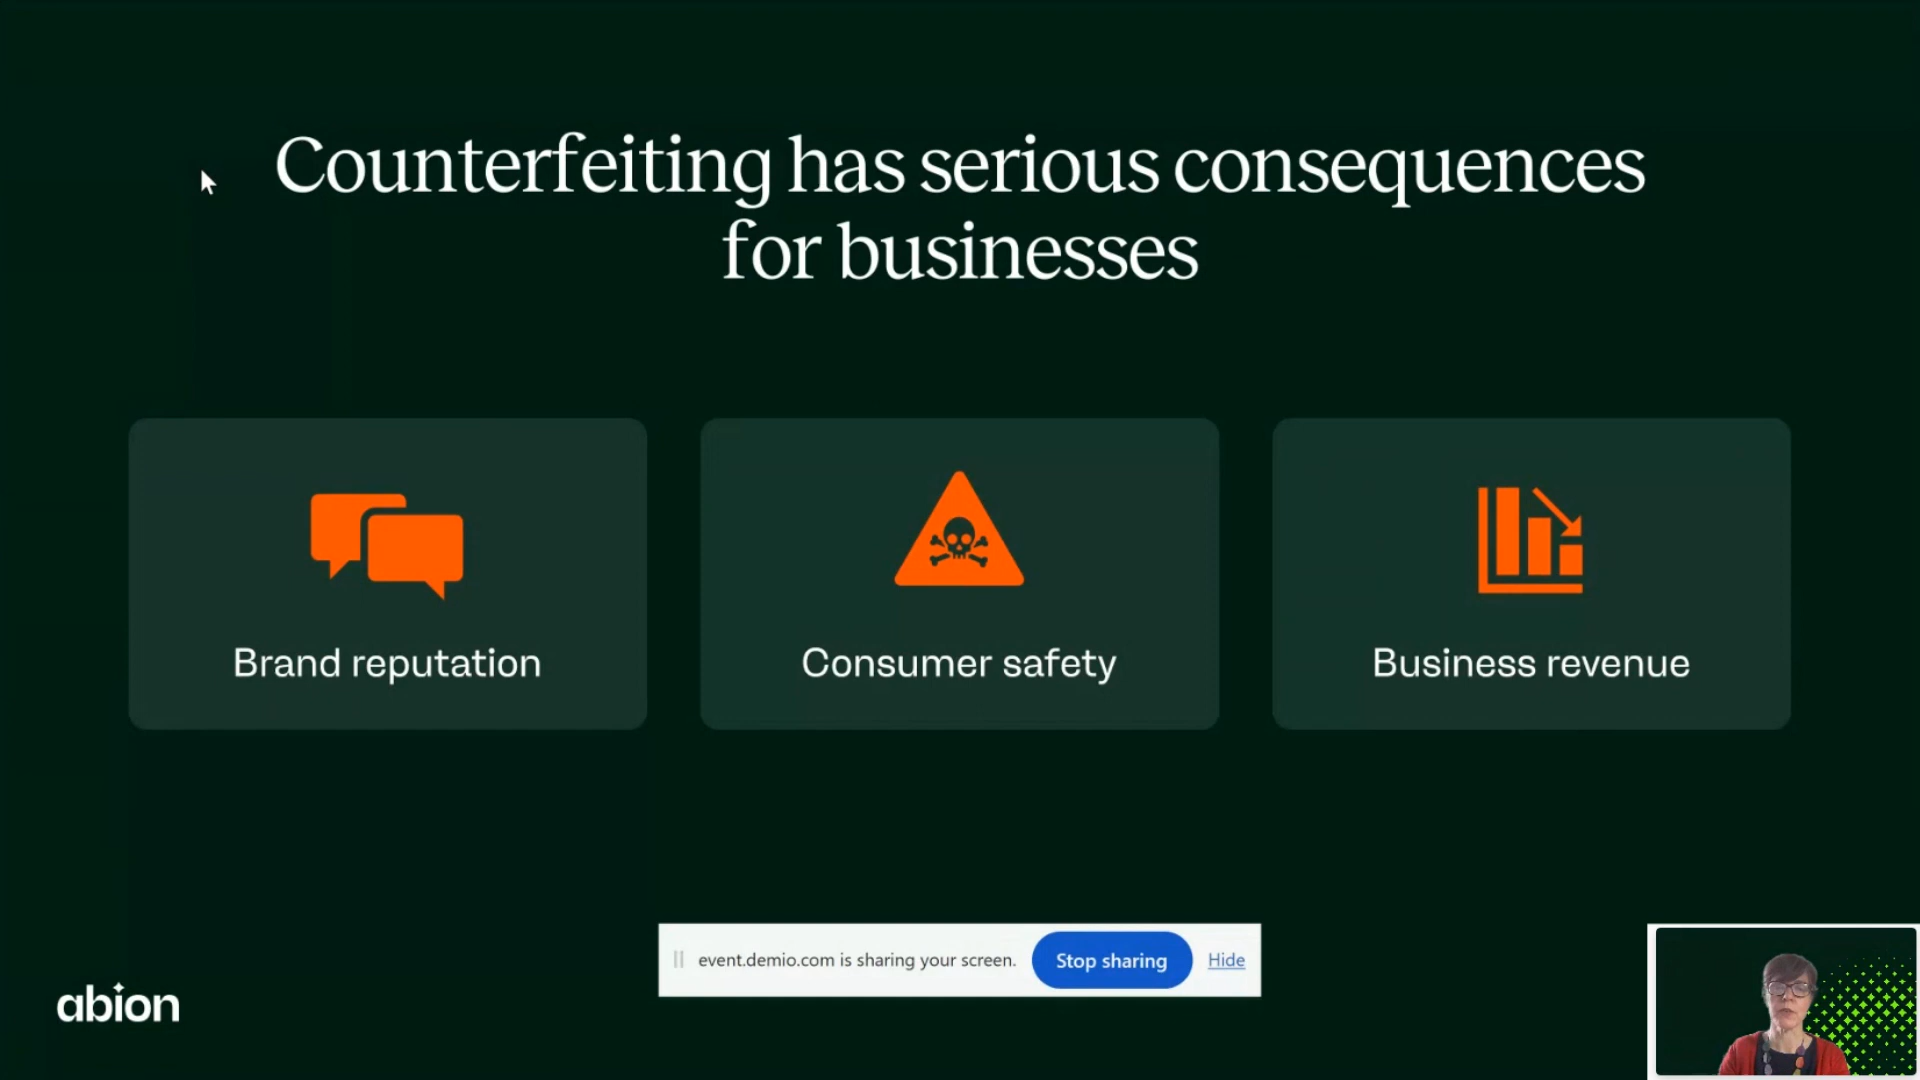 Counterfeiting has serious consequences
for businesses
Brand reputation
Consumer safety
Business revenue
event.demio.com is sharing your screen.
Stop sharing
Hide
abion